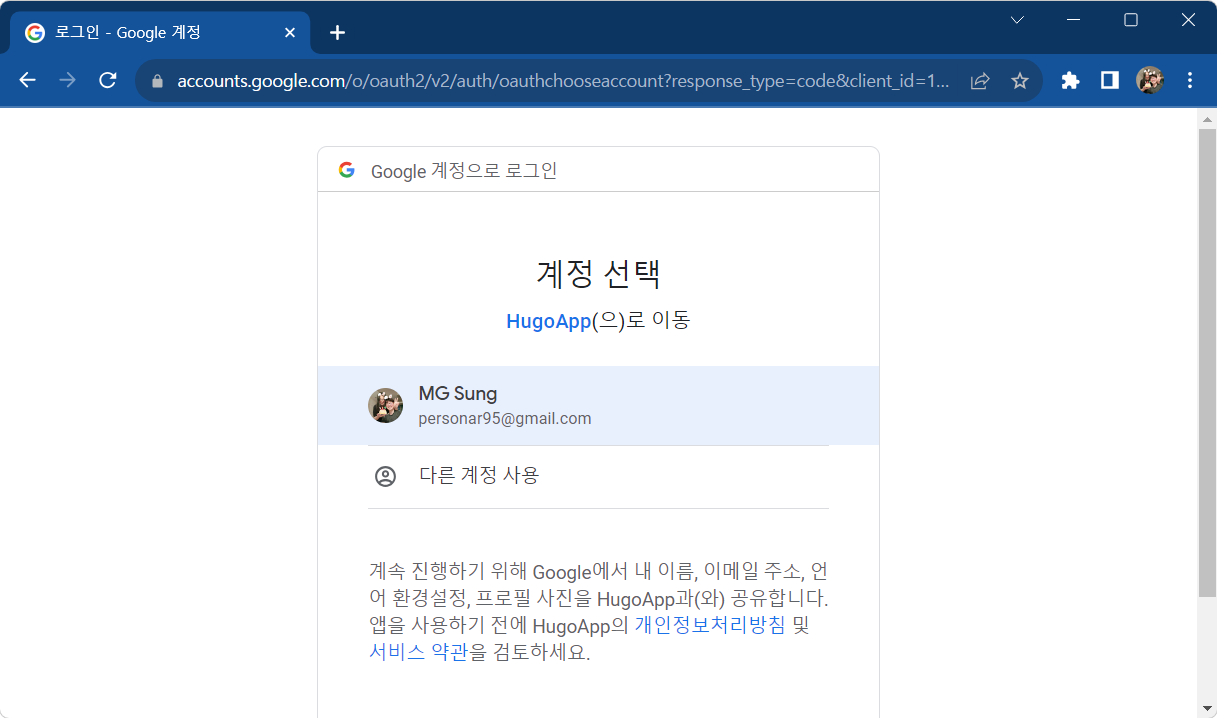 로그인 - Google 계정
accounts.google.com/o/oauth2/v2/auth/oauthchooseaccount?response_type=code&client_id=1...
Google 계정으로 로그인
계정 선택
HugoApp(으)로 이동
MG Sung
personar95@gmail.com
다른 계정 사용
계속 진행하기 위해 Google에서 내 이름, 이메일 주소, 언
어 환경설정, 프로필 사진을 HugoApp과(와) 공유합니다.
앱을 사용하기 전에 HugoApp의 개인정보처리방침 및
서비스 약관을 검토하세요.